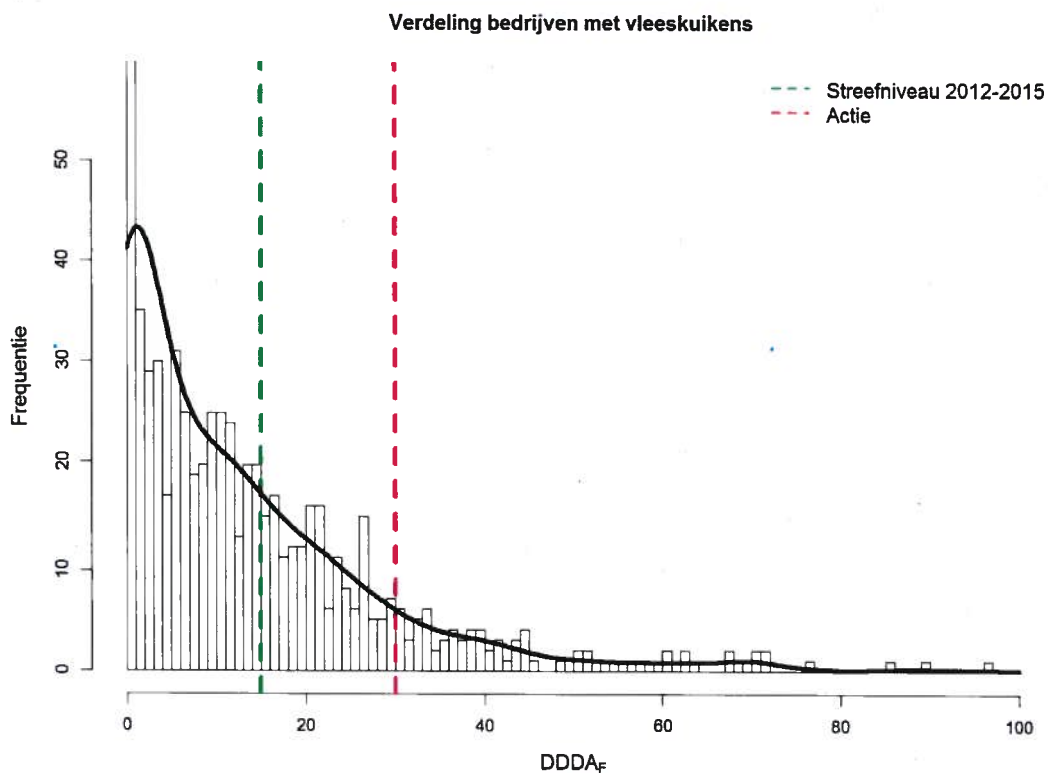 Verdeling bedrijven met vleeskuikens
Streefniveau 2012-2015
Actie
50
40
30
20
10
0
Frequentie
0 20 40 60 80 100
DDDAF